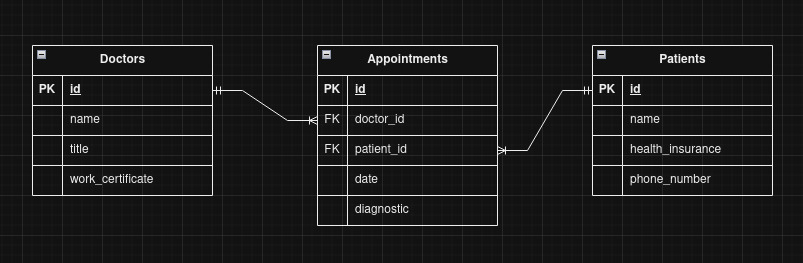 Doctors
PK id
name
title
work_certificate
Appointments
PK id
FK doctor_id
FK patient_id
date
diagnostic
Patients
PK id
name
health_insurance
phone_number